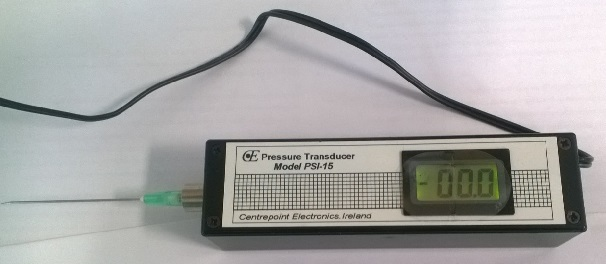 CE Pressure Transducer
Model PSI-15
-00.0
Centrepoint Electronics, Ireland